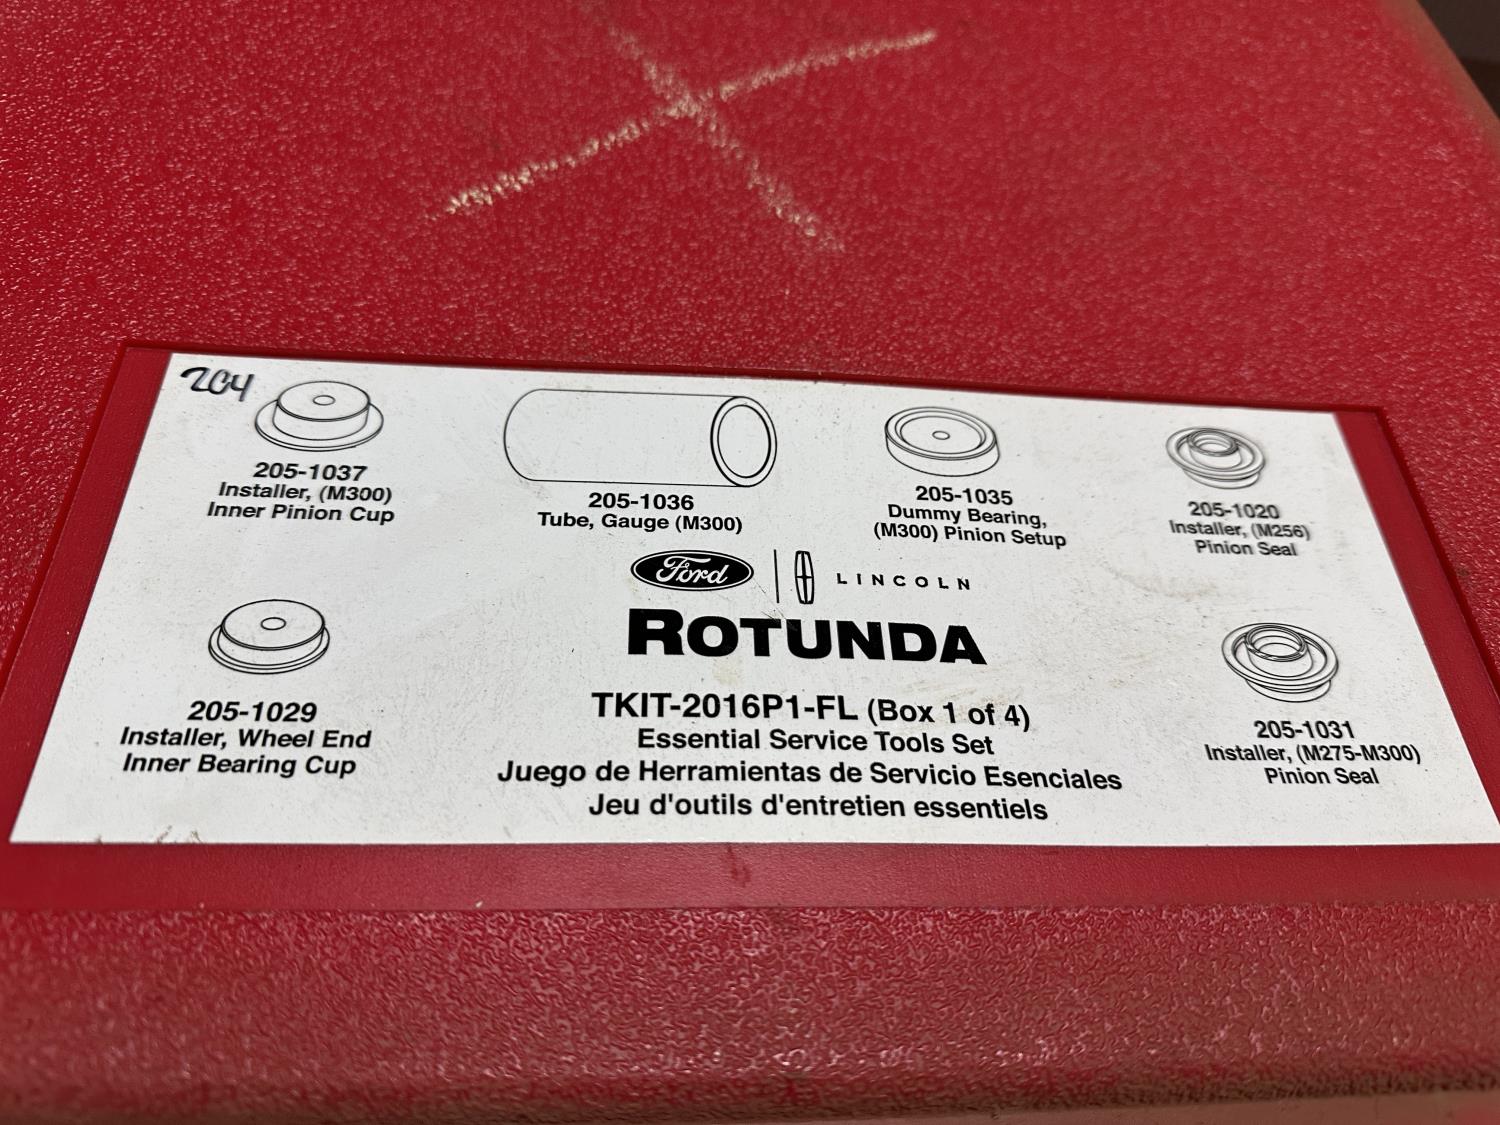 204
205-1037
Installer, (M300)
Inner Pinion Cup
205-1036
Tube, Gauge (M300)
205-1035
Dummy Bearing,
(M300) Pinion Setup
205-1020
Installer, (M256)
Pinion Seal
Ford
LINCOLN
ROTUNDA
205-1029
Installer, Wheel End
Inner Bearing Cup
TKIT-2016P1-FL (Box 1 of 4)
Essential Service Tools Set
Juego de Herramientas de Servicio Esenciales
Jeu d'outils d'entretien essentiels
205-1031
Installer, (M275-M300)
Pinion Seal